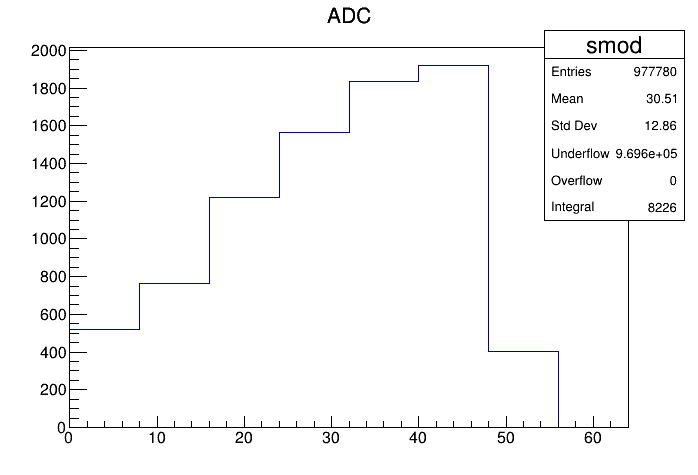 ADC
smod
Entries 977780
Mean 30.51
Std Dev 12.86
Underflow 9.696e+05
Overflow 0
Integral 8226
2000
1800
1600
1400
1200
1000
800
600
400
200
0
0 10 20 30 40 50 60